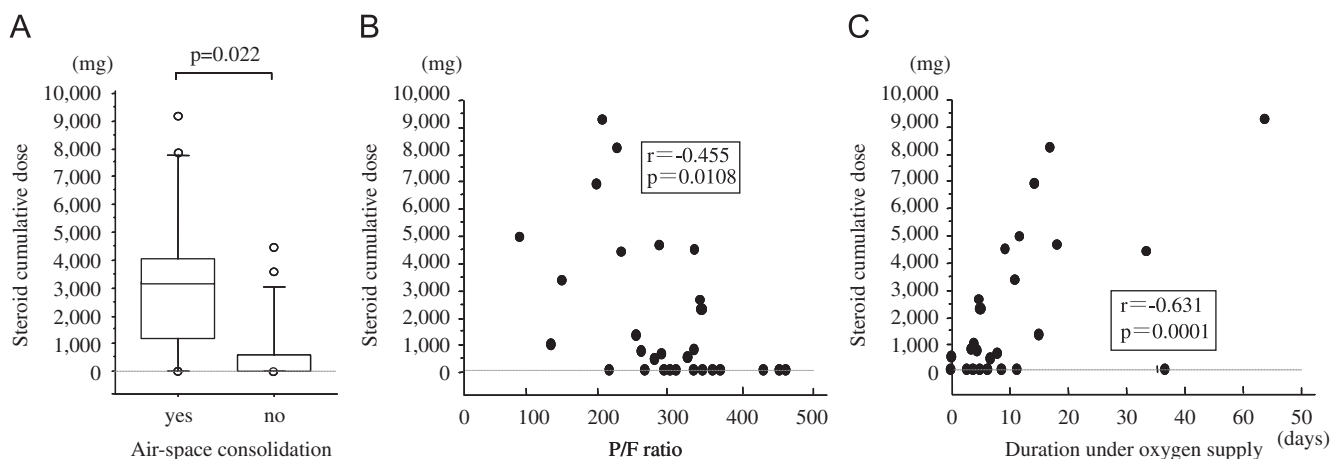 A
p=0.022
(mg)
Steroid cumulative dose
10,000
9,000
8,000
7,000
6,000
5,000
4,000
3,000
2,000
1,000
0
yes no
Air-space consolidation
B
(mg)
Steroid cumulative dose
10,000
9,000
8,000
7,000
6,000
5,000
4,000
3,000
2,000
1,000
0
r=-0.455
p=0.0108
0 100 200 300 400 500
P/F ratio
C
(mg)
Steroid cumulative dose
10,000
9,000
8,000
7,000
6,000
5,000
4,000
3,000
2,000
1,000
0
r=-0.631
p=0.0001
0 10 20 30 40 60 50
(days)
Duration under oxygen supply